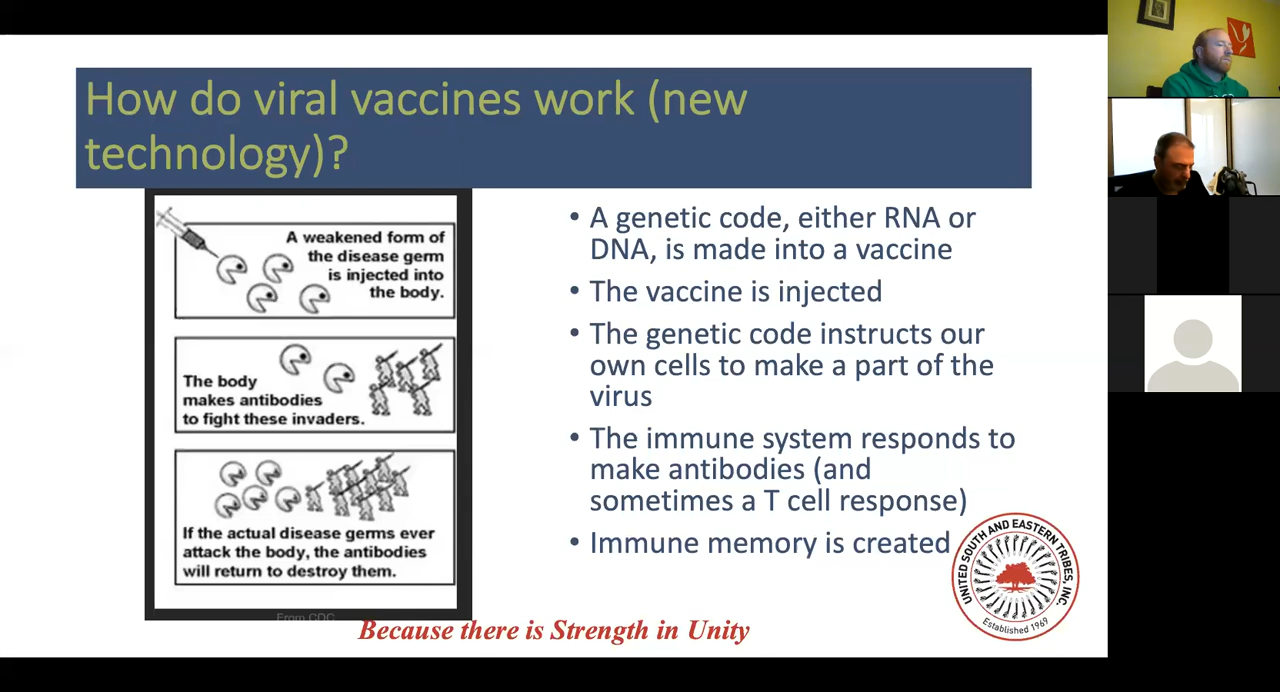 How do viral vaccines work (new
technology)?
A weakened form of
the disease germ
is injected into
the body.
The body
makes antibodies
to fight these invaders.
If the actual disease germs ever
attack the body, the antibodies
will return to destroy them.
From CDC
• A genetic code, either RNA or
DNA, is made into a vaccine
• The vaccine is injected
• The genetic code instructs our
own cells to make a part of the
virus
• The immune system responds to
make antibodies (and
sometimes a T cell response)
• Immune memory is created
UNITED SOUTH AND EASTERN TRIBES, INC.
Established 1969
Because there is Strength in Unity